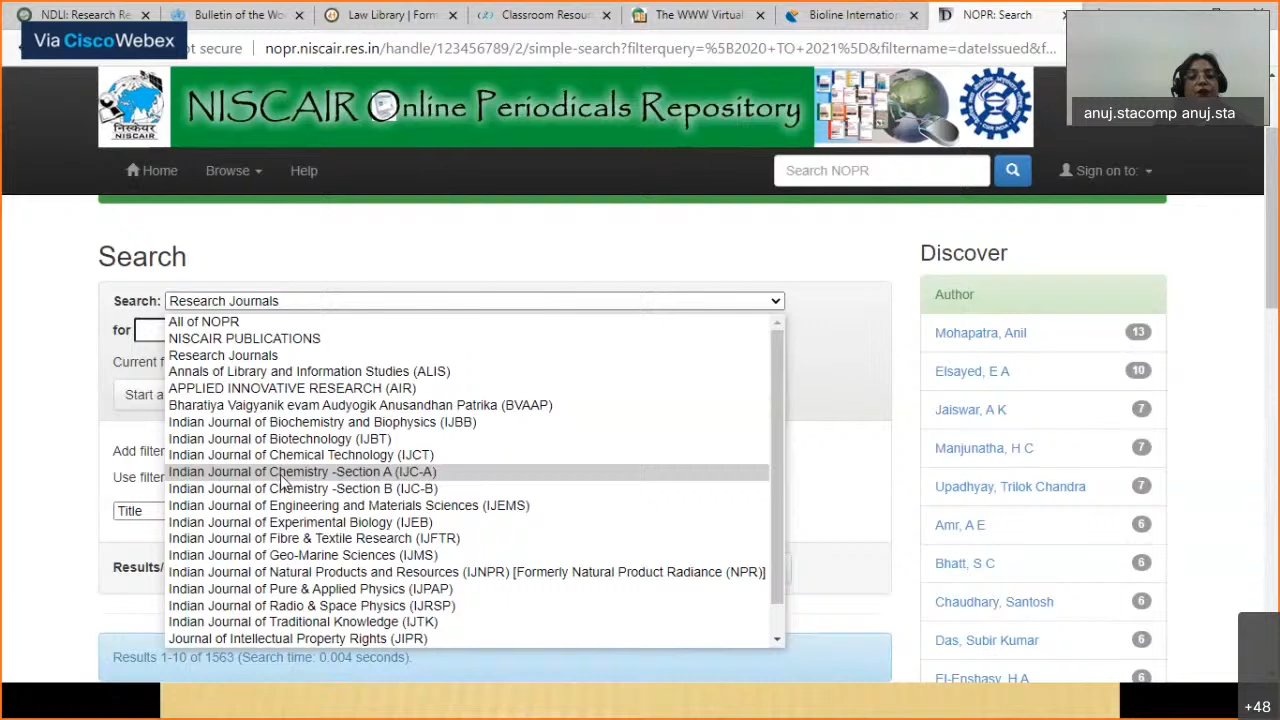 NDLI: Research Re
Bulletin of the Wo
Law Library | Form
Classroom Resour
The WWW Virtual
Bioline Internation
NOPR: Search
Via Cisco Webex
ot secure
nopr.niscair.res.in/handle/123456789/2/simple-search?filterquery=%5B2020+TO+2021%5D&filtername=dateIssued&f...
निस्केयर
NISCAIR
NISCAIR Online Periodicals Repository
anuj.stacomp anuj.sta
Home
Browse
Help
Search NOPR
Sign on to:
Search
Search:
Research Journals
for
All of NOPR
NISCAIR PUBLICATIONS
Research Journals
Current f
Annals of Library and Information Studies (ALIS)
APPLIED INNOVATIVE RESEARCH (AIR)
Start a
Bharatiya Vaigyanik evam Audyogik Anusandhan Patrika (BVAAP)
Indian Journal of Biochemistry and Biophysics (IJBB)
Indian Journal of Biotechnology (IJBT)
Add filter
Indian Journal of Chemical Technology (IJCT)
Indian Journal of Chemistry -Section A (IJC-A)
Use filter
Indian Journal of Chemistry -Section B (IJC-B)
Indian Journal of Engineering and Materials Sciences (IJEMS)
Title
Indian Journal of Experimental Biology (IJEB)
Indian Journal of Fibre & Textile Research (IJFTR)
Indian Journal of Geo-Marine Sciences (IJMS)
Results/
Indian Journal of Natural Products and Resources (IJNPR) [Formerly Natural Product Radiance (NPR)]
Indian Journal of Pure & Applied Physics (IJPAP)
Indian Journal of Radio & Space Physics (IJRSP)
Indian Journal of Traditional Knowledge (IJTK)
Journal of Intellectual Property Rights (JIPR)
Results 1-10 of 1563 (Search time: 0.004 seconds).
Discover
Author
Mohapatra, Anil 13
Elsayed, E A 10
Jaiswar, A K 7
Manjunatha, H C 7
Upadhyay, Trilok Chandra 7
Amr, A E 6
Bhatt, S C 6
Chaudhary, Santosh 6
Das, Subir Kumar 6
El-Enshasy, H A 6
+48